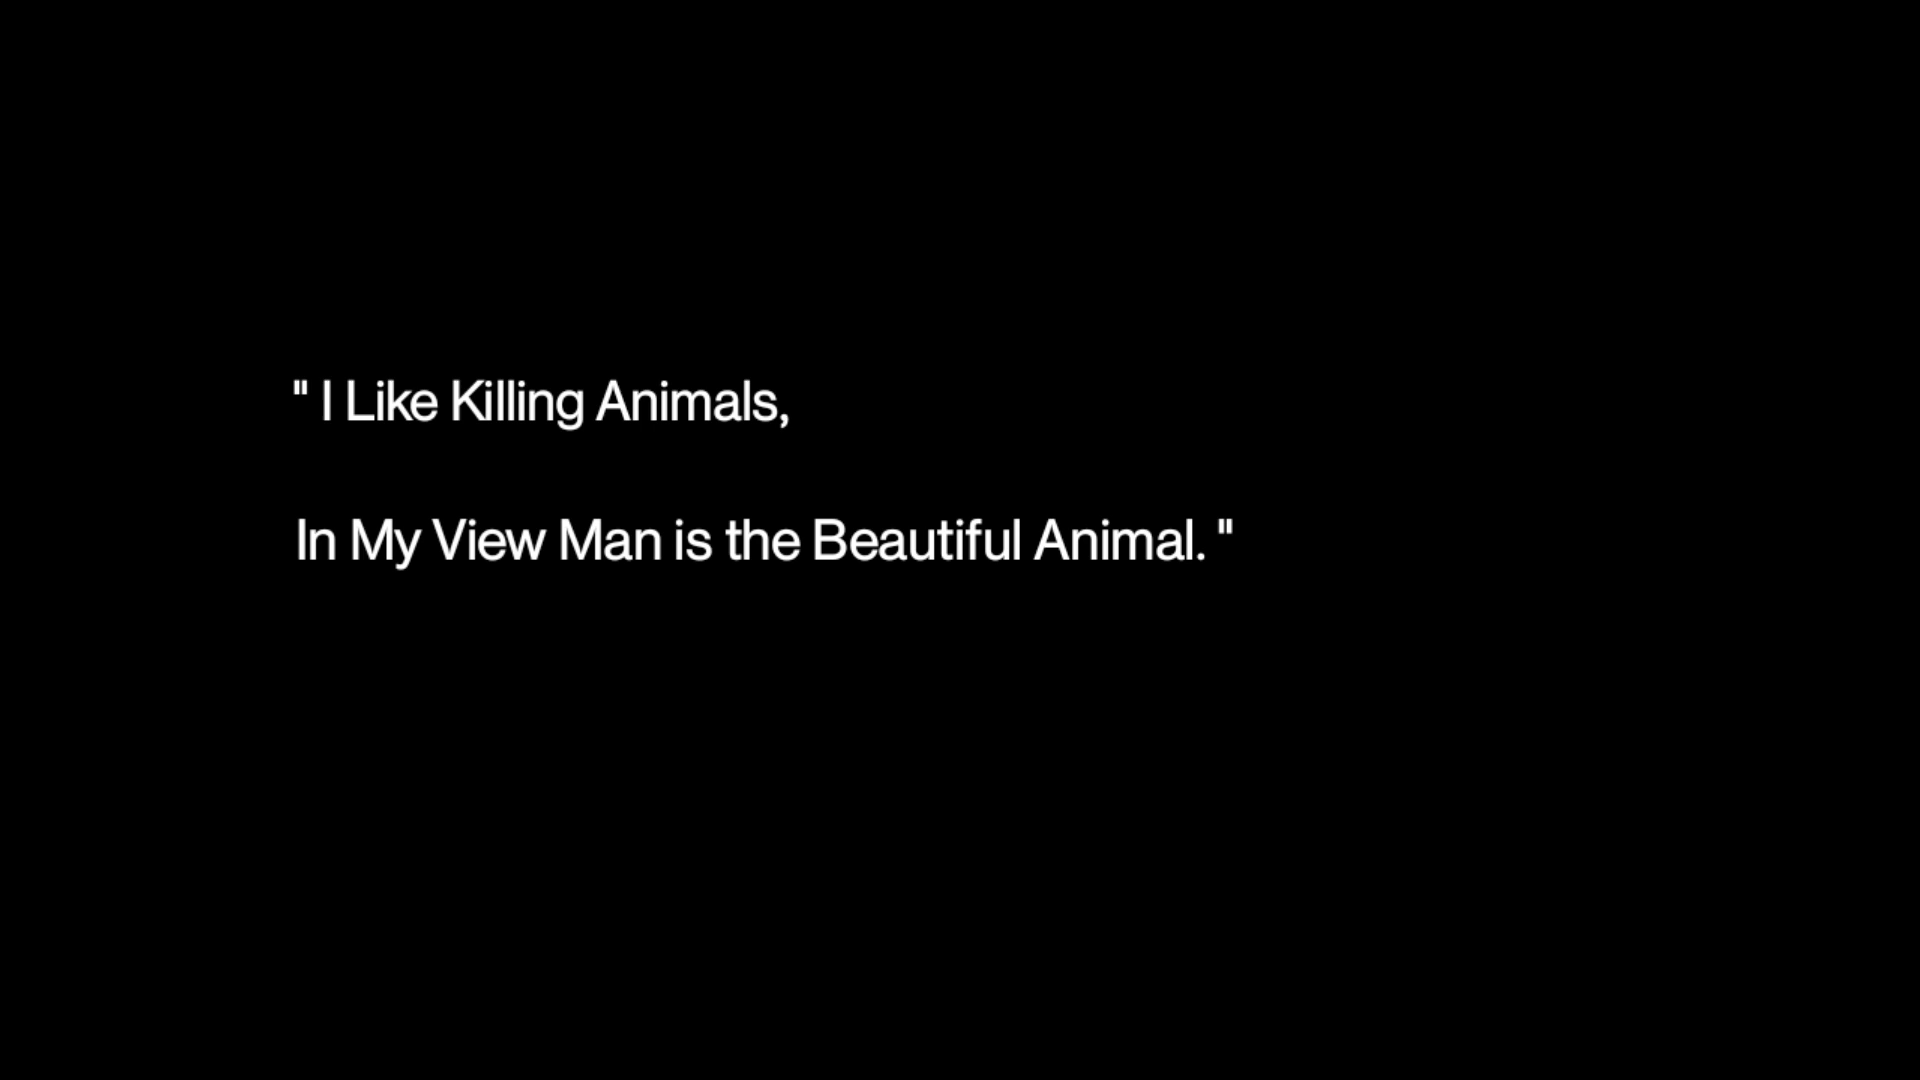 " I Like Killing Animals,
In My View Man is the Beautiful Animal. "